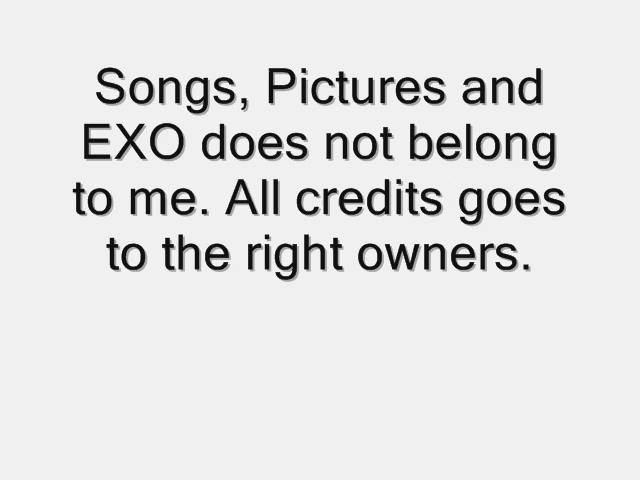 Songs, Pictures and
EXO does not belong
to me. All credits goes
to the right owners.